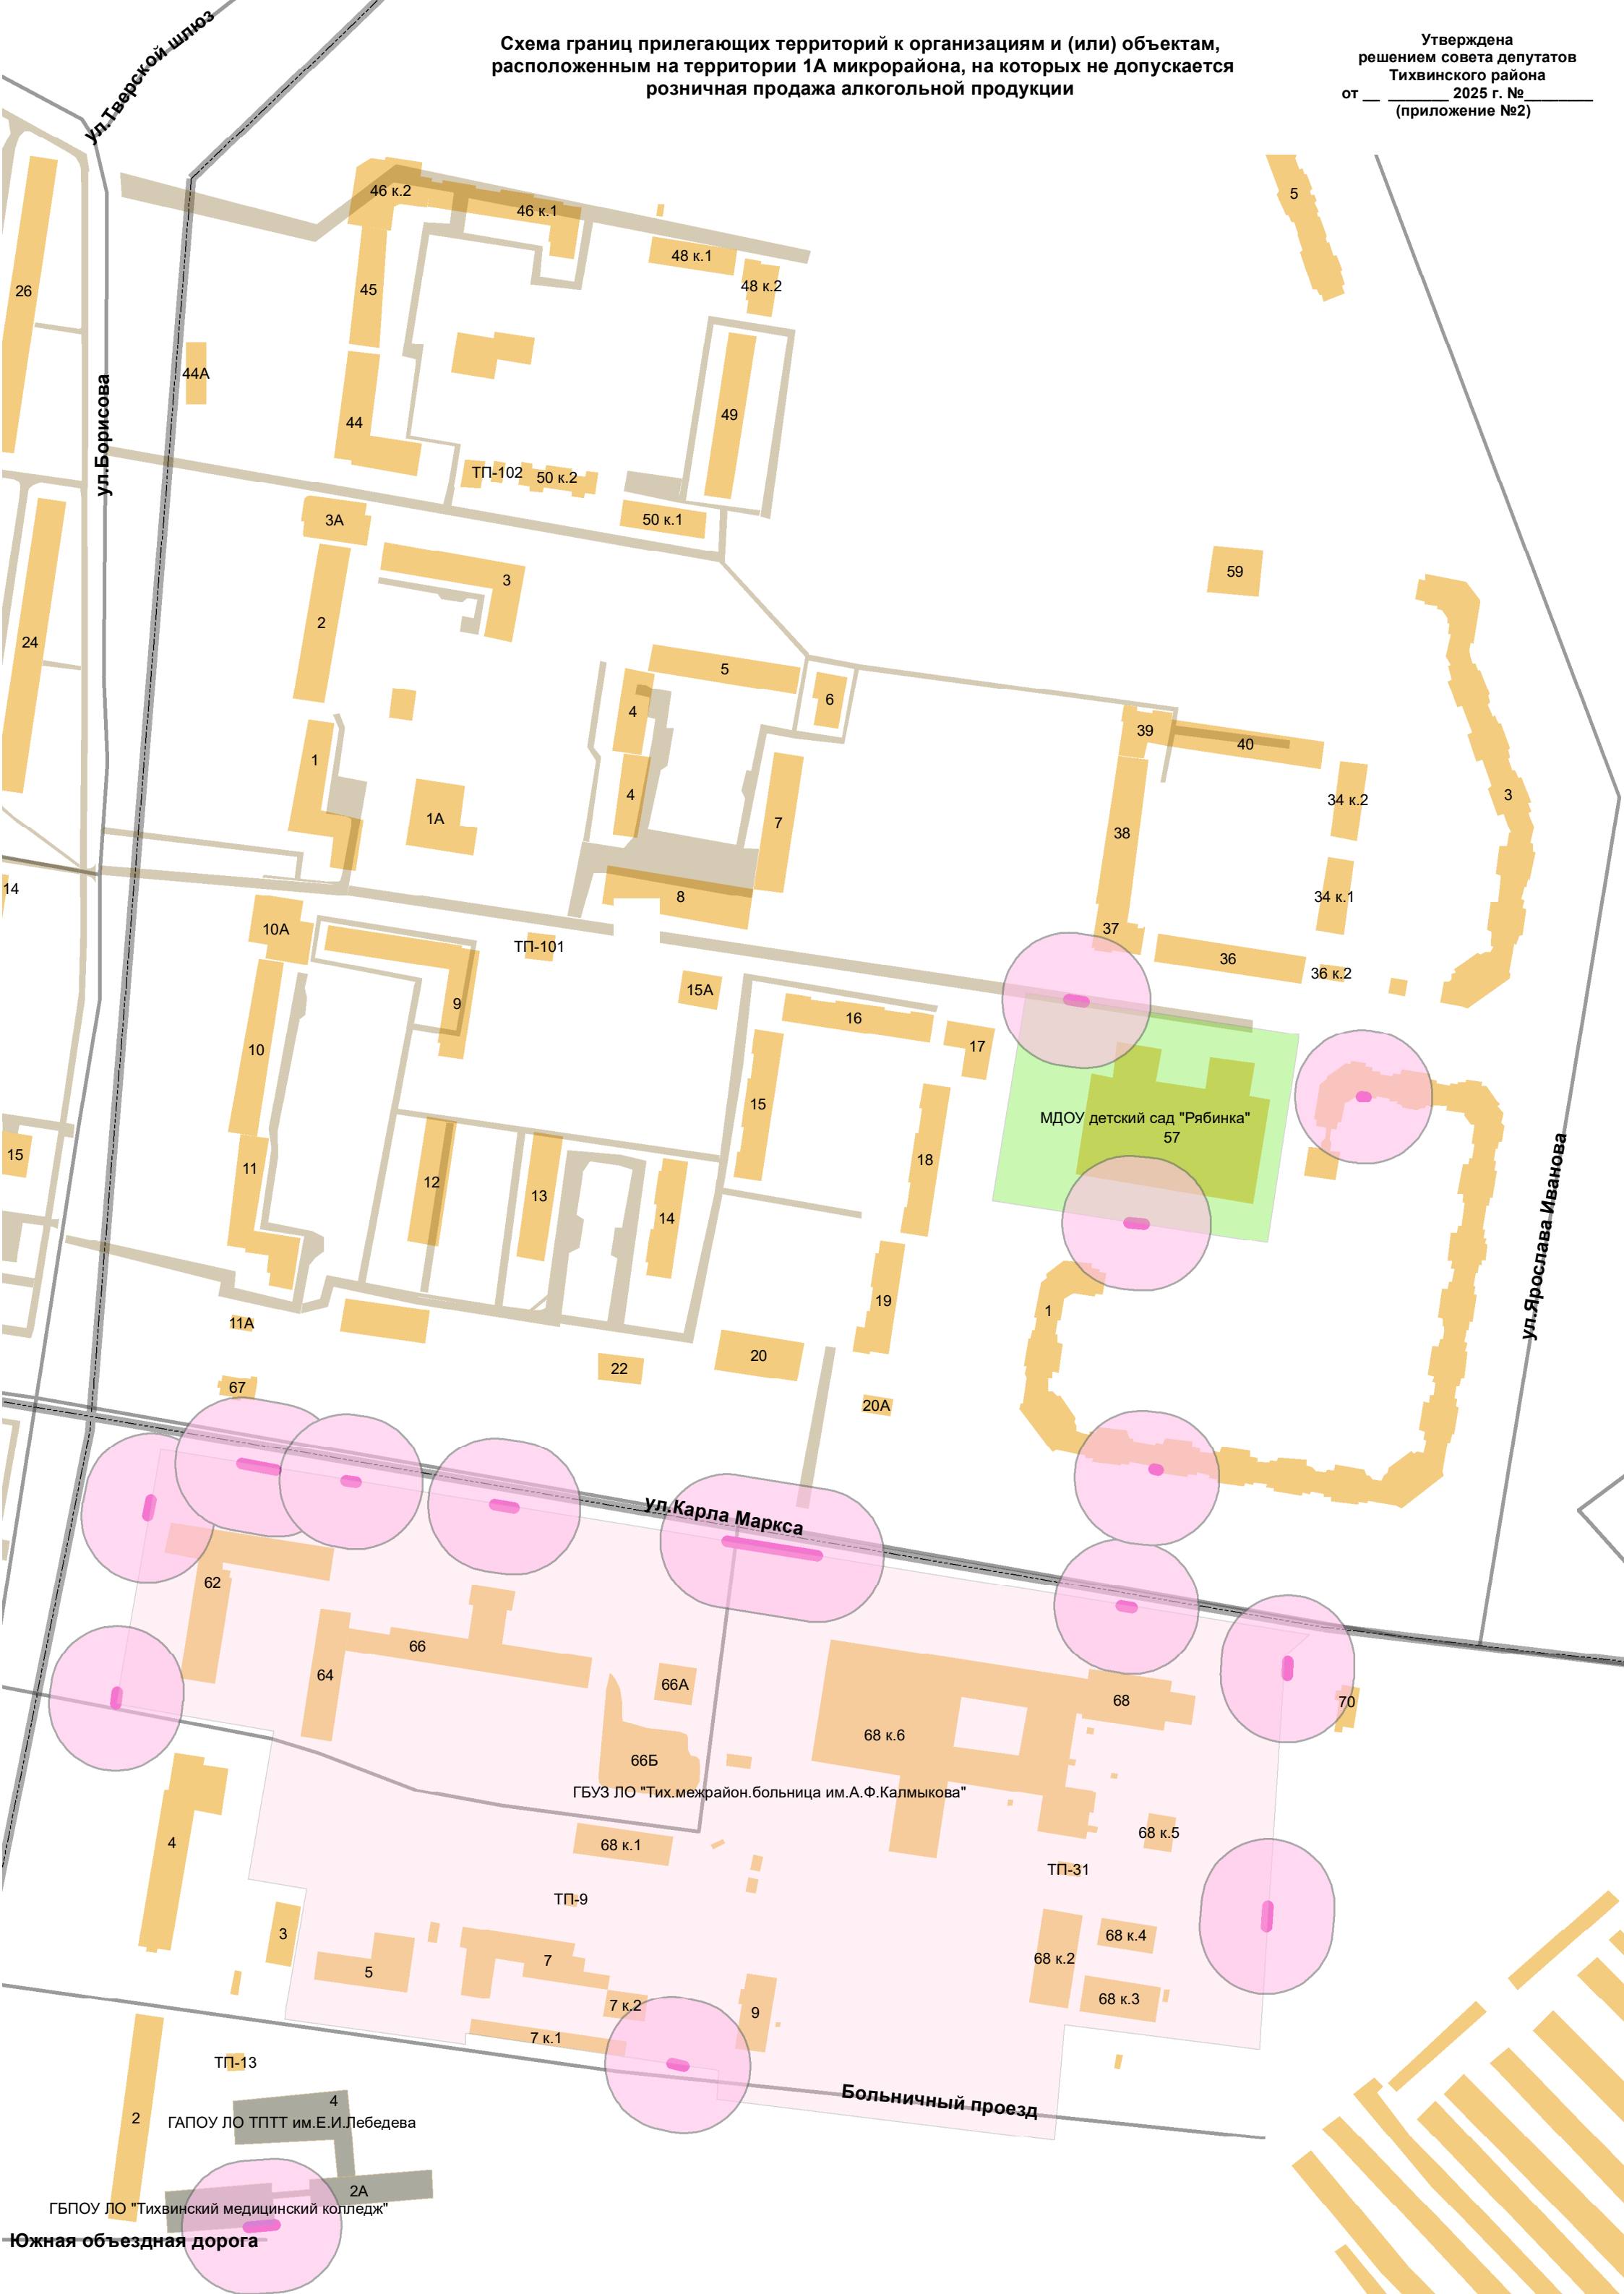 Схема границ прилегающих территорий к организациям и (или) объектам,
расположенным на территории 1А микрорайона, на которых не допускается
розничная продажа алкогольной продукции
Утверждена
решением совета депутатов
Тихвинского района
от __ _______ 2025 г. №________
(приложение №2)
ул.Тверской шлюз
46 к.2
46 к.1
5
48 к.1
48 к.2
26
45
44А
ул.Борисова
44
49
ТП-102
50 к.2
50 к.1
3А
3
59
2
24
5
4
6
39
40
1
4
34 к.2
3
1А
7
38
14
8
34 к.1
10А
ТП-101
37
36
36 к.2
9
15А
16
17
10
15
МДОУ детский сад "Рябинка"
57
15
11
18
12
13
14
ул.Ярослава Иванова
19
1
11А
22
20
67
20А
ул.Карла Маркса
62
66
64
66А
68
70
68 к.6
66Б
ГБУЗ ЛО "Тих.межрайон.больница им.А.Ф.Калмыкова"
4
68 к.1
68 к.5
ТП-31
ТП-9
3
68 к.4
5
7
68 к.2
7 к.2
9
68 к.3
7 к.1
ТП-13
Больничный проезд
4
2
ГАПОУ ЛО ТПТТ им.Е.И.Лебедева
2А
ГБПОУ ЛО "Тихвинский медицинский колледж"
Южная объездная дорога